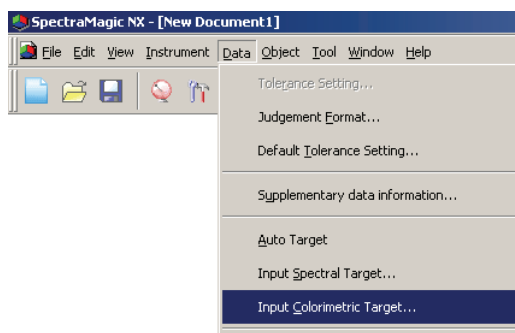 SpectraMagic NX - [New Document1]
File Edit View Instrument Data Object Tool Window Help
Tolerance Setting...
Judgement Format...
Default Tolerance Setting...
Supplementary data information...
Auto Target
Input Spectral Target...
Input Colorimetric Target...